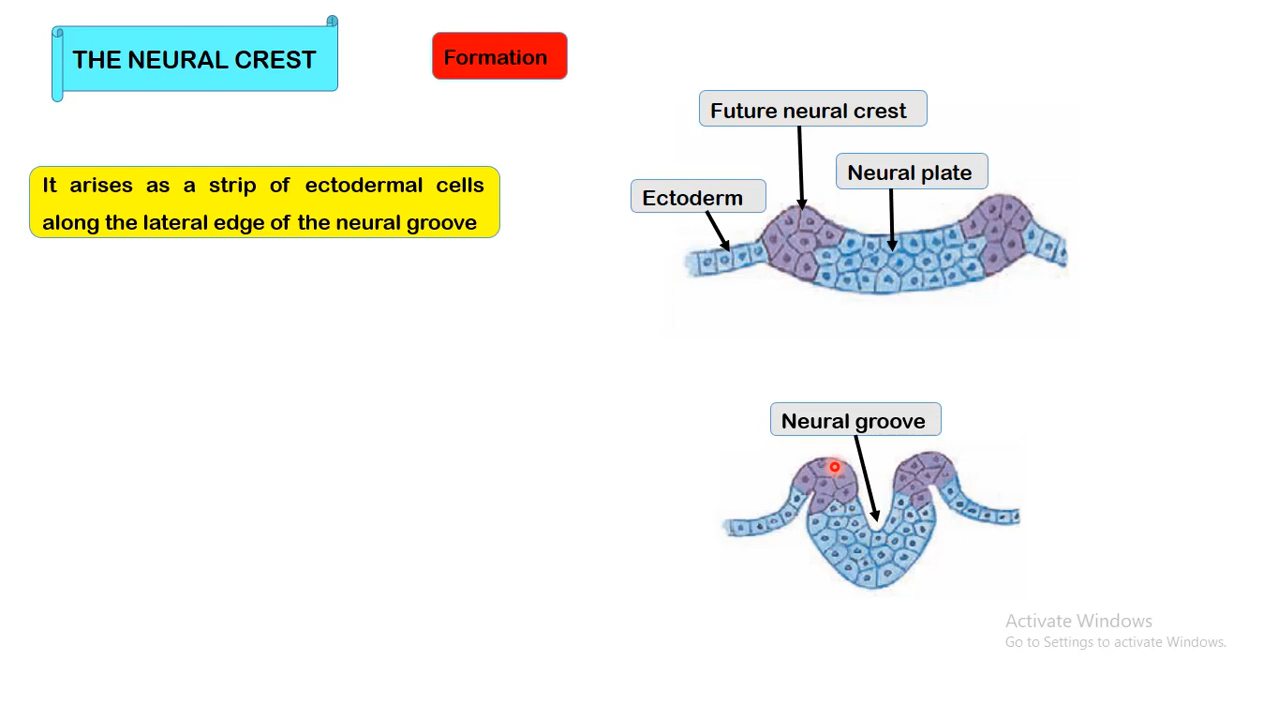 THE NEURAL CREST
Formation
It arises as a strip of ectodermal cells
along the lateral edge of the neural groove
Future neural crest
Neural plate
Ectoderm
Neural groove
Activate Windows
Go to Settings to activate Windows.